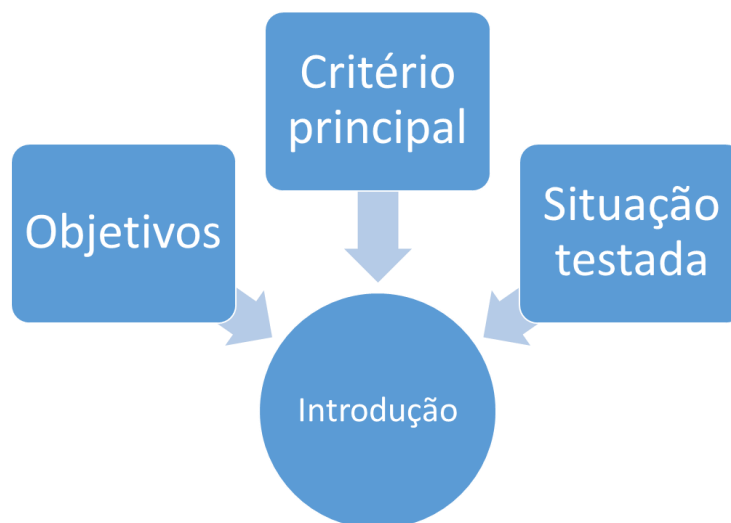 Critério
principal
Objetivos
Situação
testada
Introdução